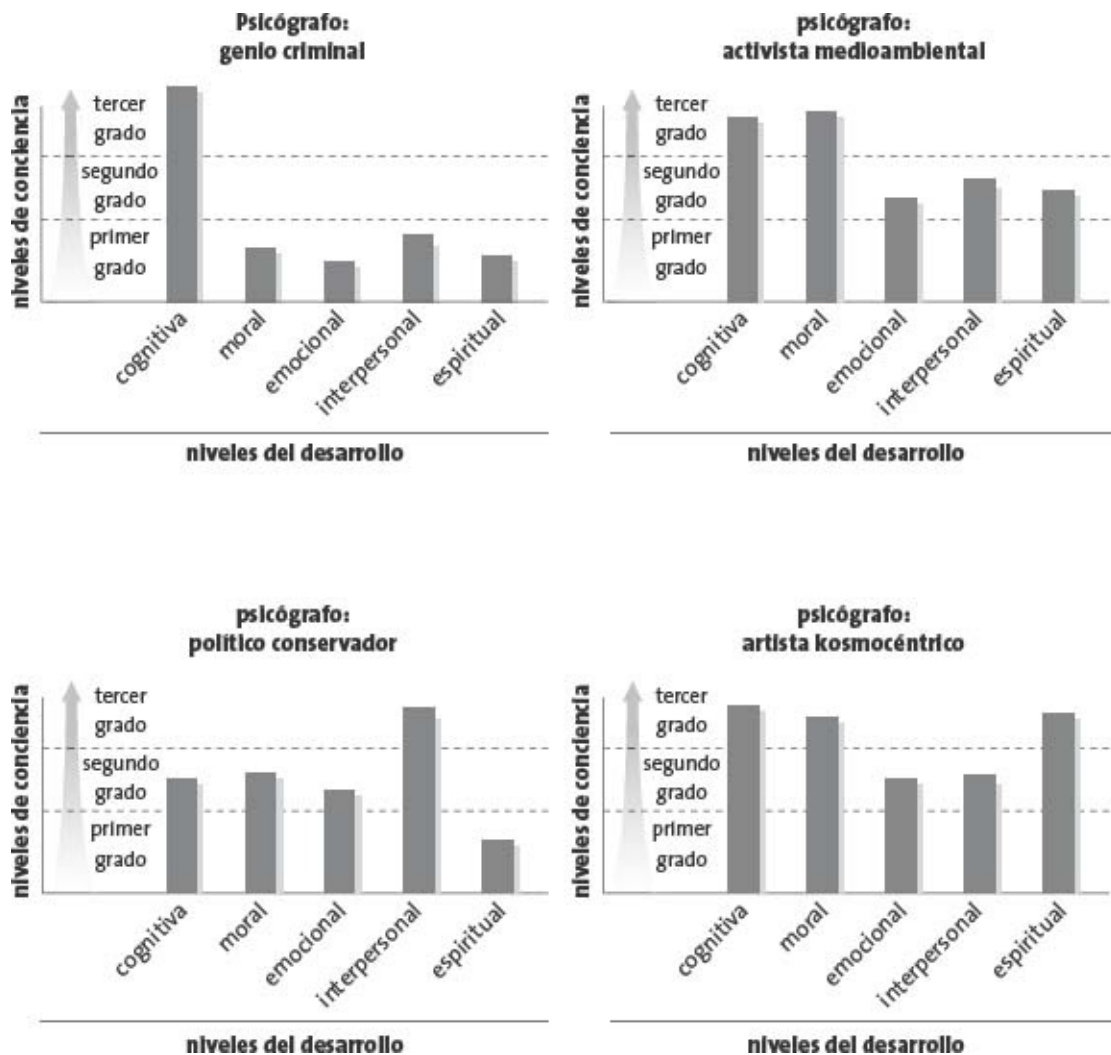 Psicógrafo:
genio criminal
niveles de conciencia
tercer
grado
segundo
grado
primer
grado
cognitiva
moral
emocional
interpersonal
espiritual
niveles del desarrollo
psicógrafo:
activista medioambiental
niveles de conciencia
tercer
grado
segundo
grado
primer
grado
cognitiva
moral
emocional
interpersonal
espiritual
niveles del desarrollo
psicógrafo:
político conservador
niveles de conciencia
tercer
grado
segundo
grado
primer
grado
cognitiva
moral
emocional
interpersonal
espiritual
niveles del desarrollo
psicógrafo:
artista kosmocéntrico
niveles de conciencia
tercer
grado
segundo
grado
primer
grado
cognitiva
moral
emocional
interpersonal
espiritual
niveles del desarrollo